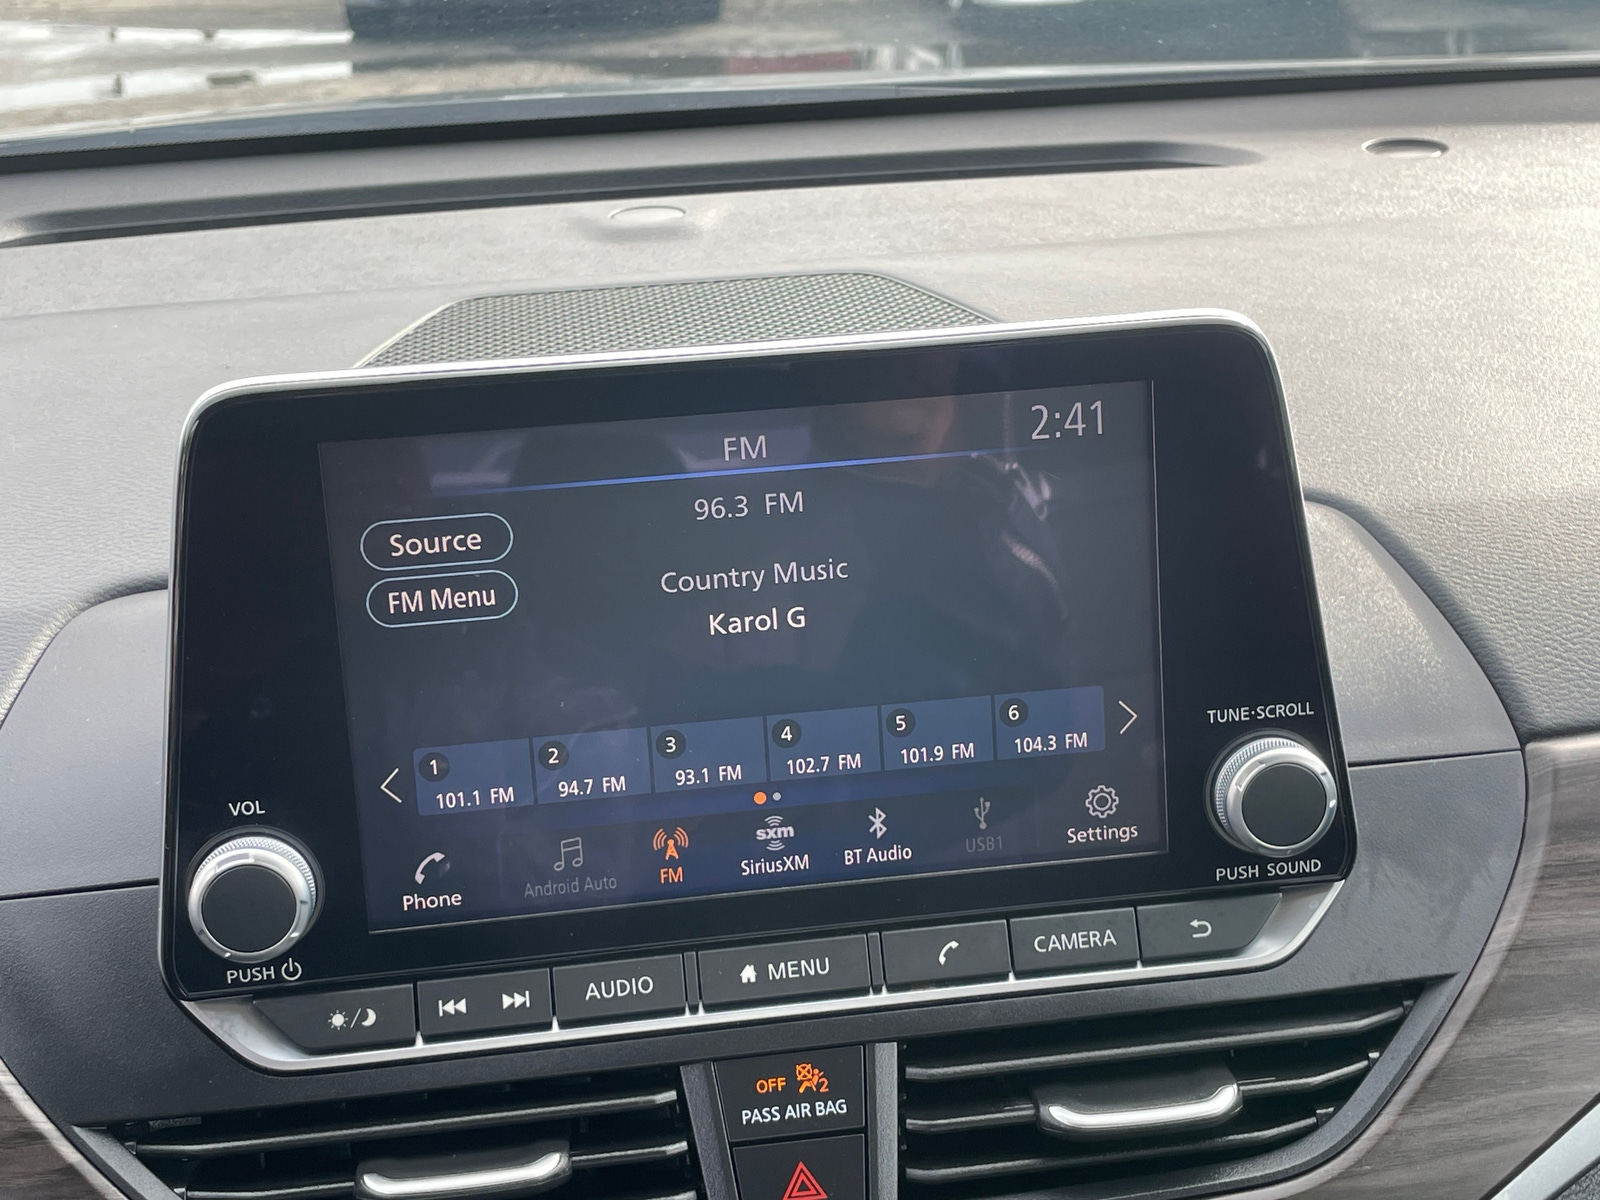 FM
2:41
96.3 FM
Source
FM Menu
Country Music
Karol G
1
101.1 FM
2
94.7 FM
3
93.1 FM
4
102.7 FM
5
101.9 FM
6
104.3 FM
Phone
Android Auto
FM
sxm
SiriusXM
BT Audio
USB1
Settings
VOL
PUSH
TUNE·SCROLL
PUSH SOUND
AUDIO
MENU
CAMERA
OFF
2
PASS AIR BAG